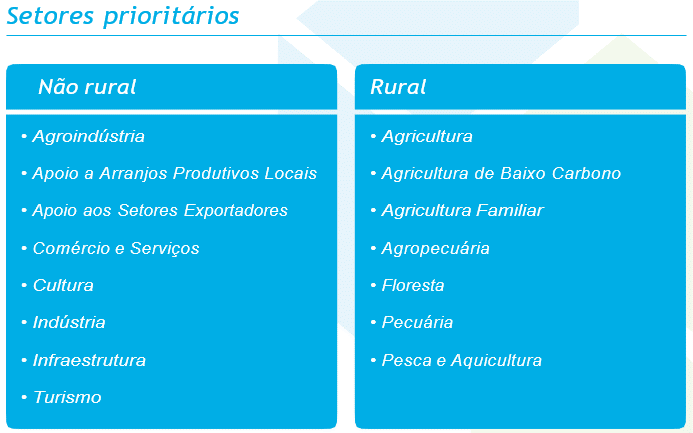 Setores prioritários
Não rural
• Agroindústria
• Apoio a Arranjos Produtivos Locais
• Apoio aos Setores Exportadores
• Comércio e Serviços
• Cultura
• Indústria
• Infraestrutura
• Turismo
Rural
• Agricultura
• Agricultura de Baixo Carbono
• Agricultura Familiar
• Agropecuária
• Floresta
• Pecuária
• Pesca e Aquicultura